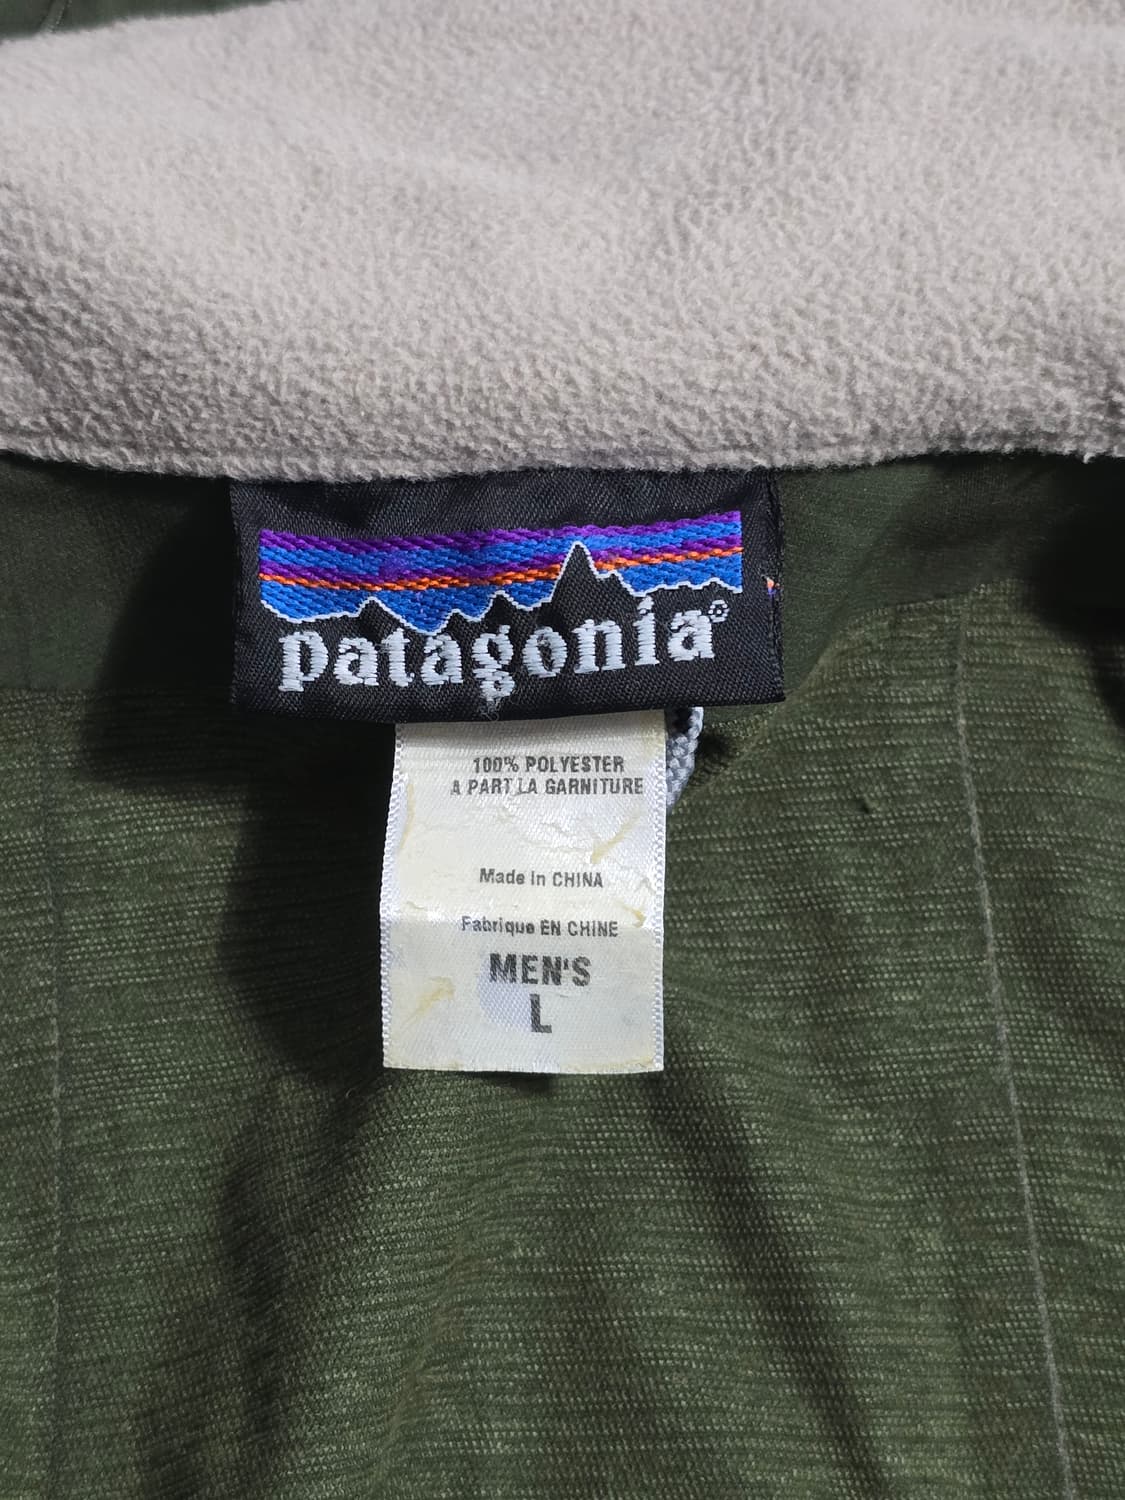 patagonia®
100% POLYESTER
A PART LA GARNITURE
Made in CHINA
Fabrique EN CHINE
MEN'S
L